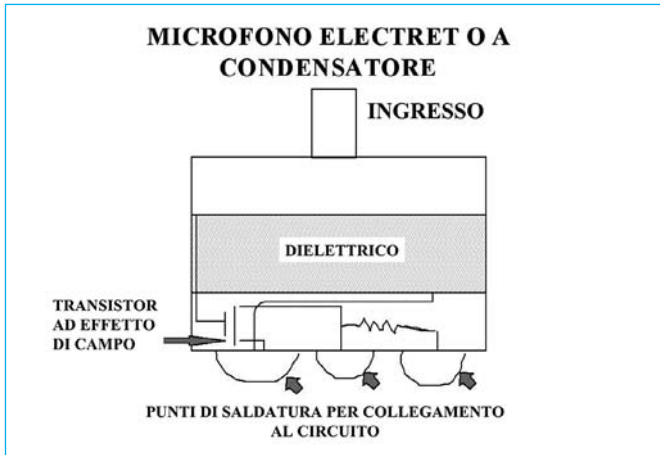 MICROFONO ELECTRET O A
CONDENSATORE
INGRESSO
DIELETTRICO
TRANSISTOR
AD EFFETTO
DI CAMPO
PUNTI DI SALDATURA PER COLLEGAMENTO
AL CIRCUITO